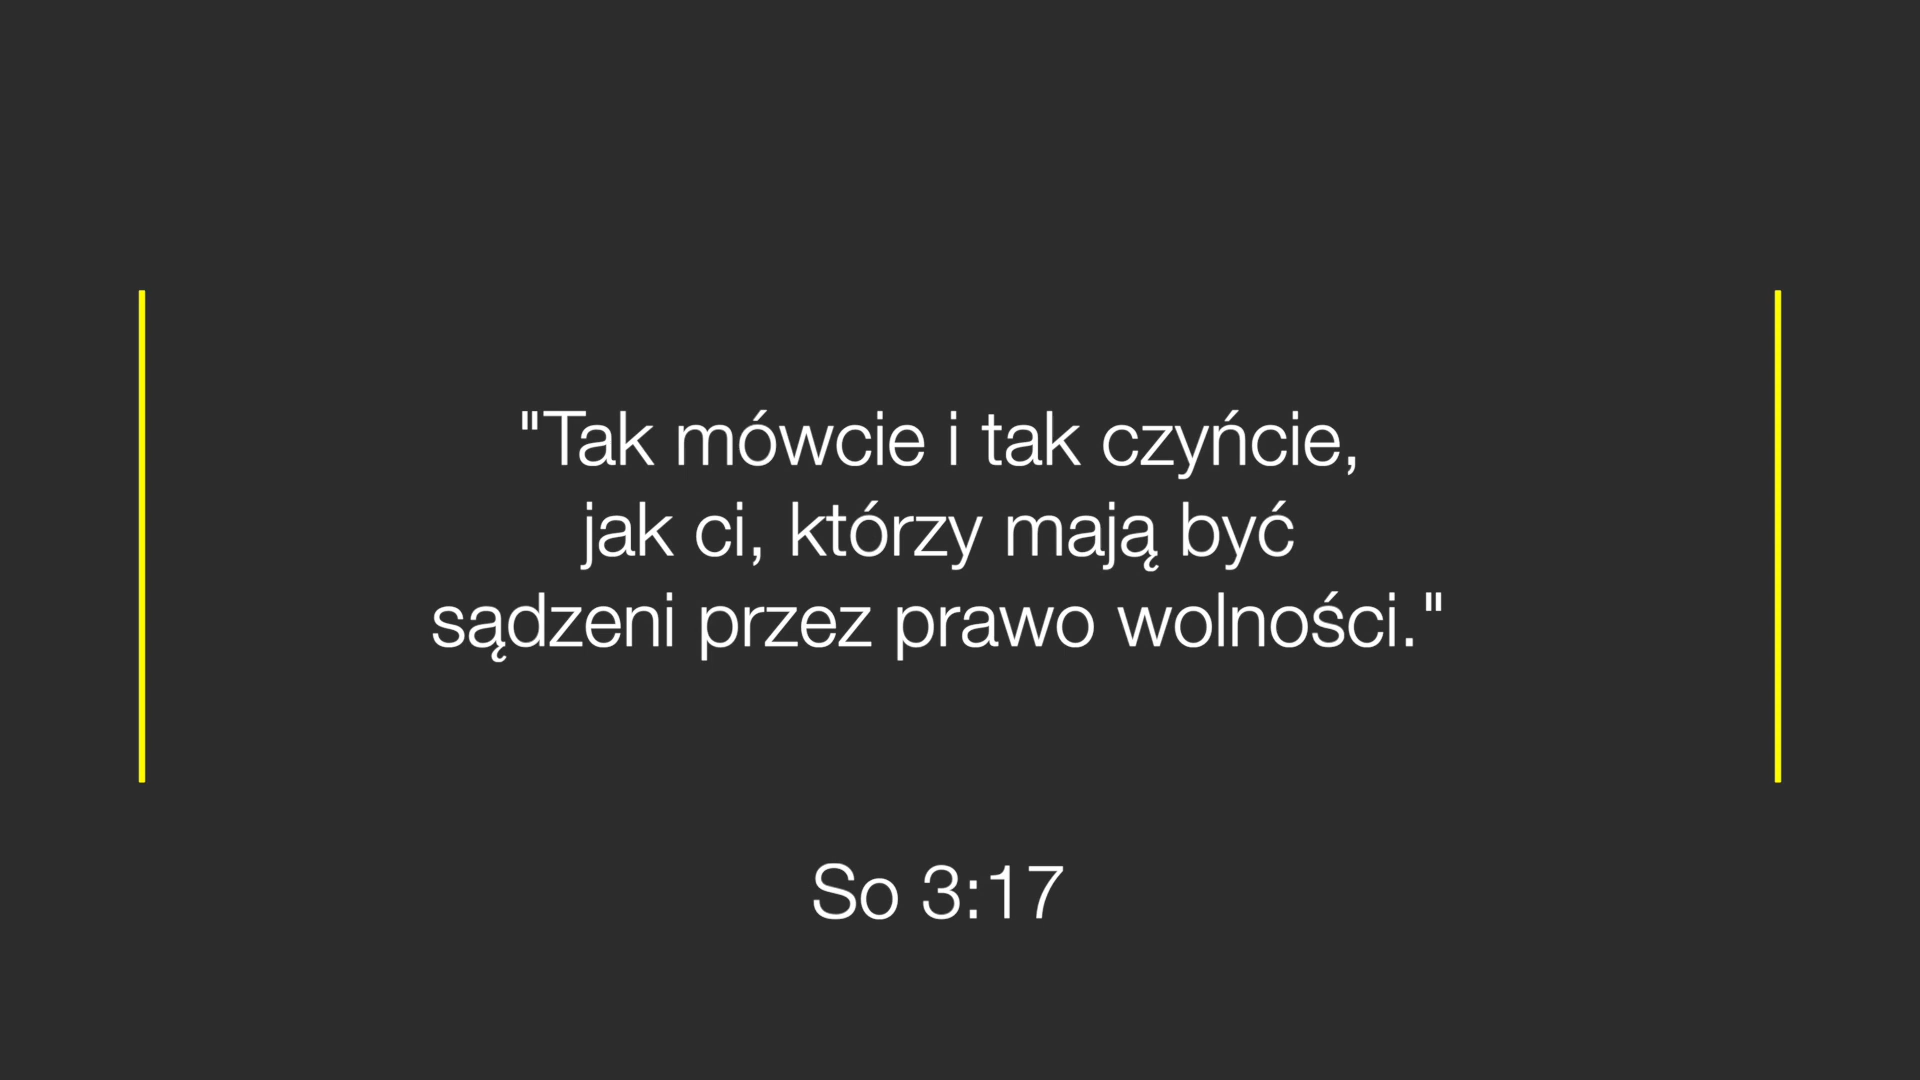 "Tak mówcie i tak czyńcie,
jak ci, którzy mają być
sądzeni przez prawo wolności."
So 3:17